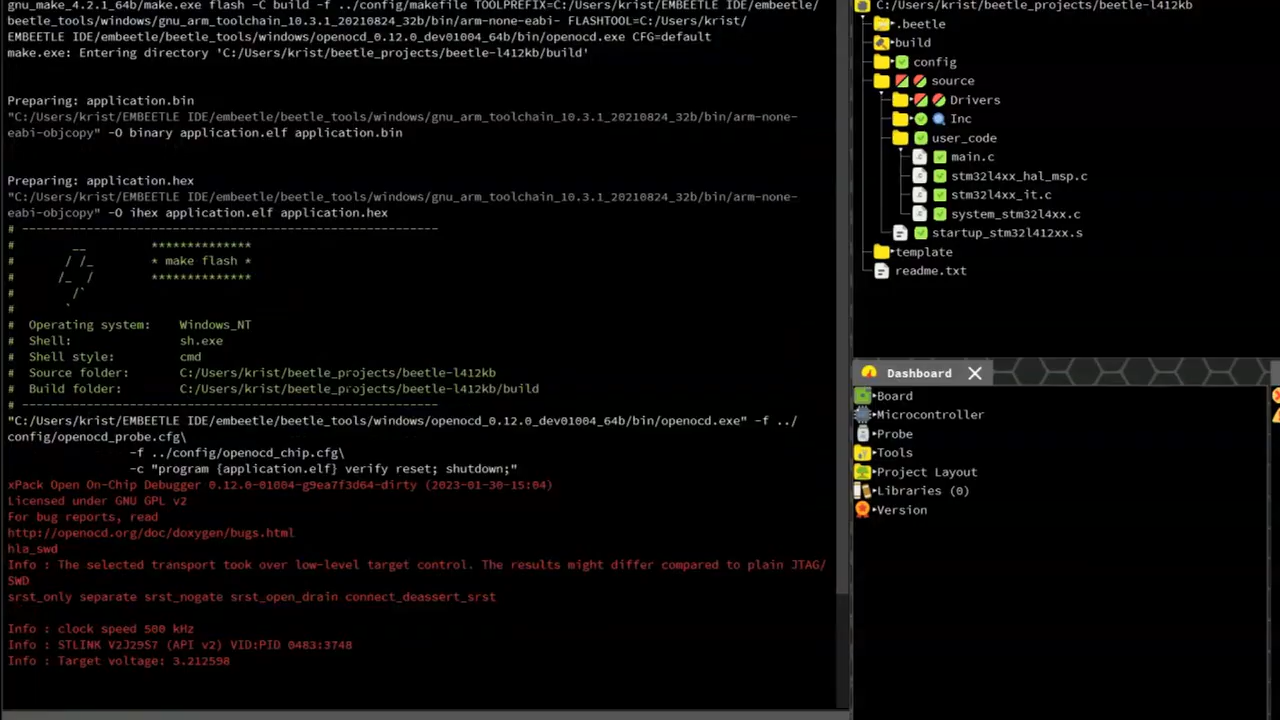 gnu_make_4.2.1_64b/make.exe flash -C build -f ../config/makefile TOOLPREFIX=C:/Users/krist/EMBEETLE IDE/embeetle/
beetle_tools/windows/gnu_arm_toolchain_10.3.1_20210824_32b/bin/arm-none-eabi- FLASHTOOL=C:/Users/krist/
EMBEETLE IDE/embeetle/beetle_tools/windows/openocd_0.12.0_dev01004_64b/bin/openocd.exe CFG=default
make.exe: Entering directory 'C:/Users/krist/beetle_projects/beetle-l412kb/build'
Preparing: application.bin
"C:/Users/krist/EMBEETLE IDE/embeetle/beetle_tools/windows/gnu_arm_toolchain_10.3.1_20210824_32b/bin/arm-none-
eabi-objcopy" -O binary application.elf application.bin
Preparing: application.hex
"C:/Users/krist/EMBEETLE IDE/embeetle/beetle_tools/windows/gnu_arm_toolchain_10.3.1_20210824_32b/bin/arm-none-
eabi-objcopy" -O ihex application.elf application.hex
# ----------------------------------------------------------
#       __         **************
#      / /_        * make flash *
#     /_  /        **************
#       /`
#      `
#  Operating system:    Windows_NT
#  Shell:               sh.exe
#  Shell style:         cmd
#  Source folder:       C:/Users/krist/beetle_projects/beetle-l412kb
#  Build folder:        C:/Users/krist/beetle_projects/beetle-l412kb/build
# ----------------------------------------------------------
"C:/Users/krist/EMBEETLE IDE/embeetle/beetle_tools/windows/openocd_0.12.0_dev01004_64b/bin/openocd.exe" -f ../
config/openocd_probe.cfg\
-f ../config/openocd_chip.cfg\
-c "program {application.elf} verify reset; shutdown;"
xPack Open On-Chip Debugger 0.12.0-01004-g9ea7f3d64-dirty (2023-01-30-15:04)
Licensed under GNU GPL v2
For bug reports, read
http://openocd.org/doc/doxygen/bugs.html
hla_swd
Info : The selected transport took over low-level target control. The results might differ compared to plain JTAG/
SWD
srst_only separate srst_nogate srst_open_drain connect_deassert_srst
Info : clock speed 500 kHz
Info : STLINK V2J29S7 (API v2) VID:PID 0483:3748
Info : Target voltage: 3.212598
C:/Users/krist/beetle_projects/beetle-l412kb
.beetle
build
config
source
Drivers
Inc
user_code
main.c
stm32l4xx_hal_msp.c
stm32l4xx_it.c
system_stm32l4xx.c
startup_stm32l412xx.s
template
readme.txt
Dashboard
Board
Microcontroller
Probe
Tools
Project Layout
Libraries (0)
Version